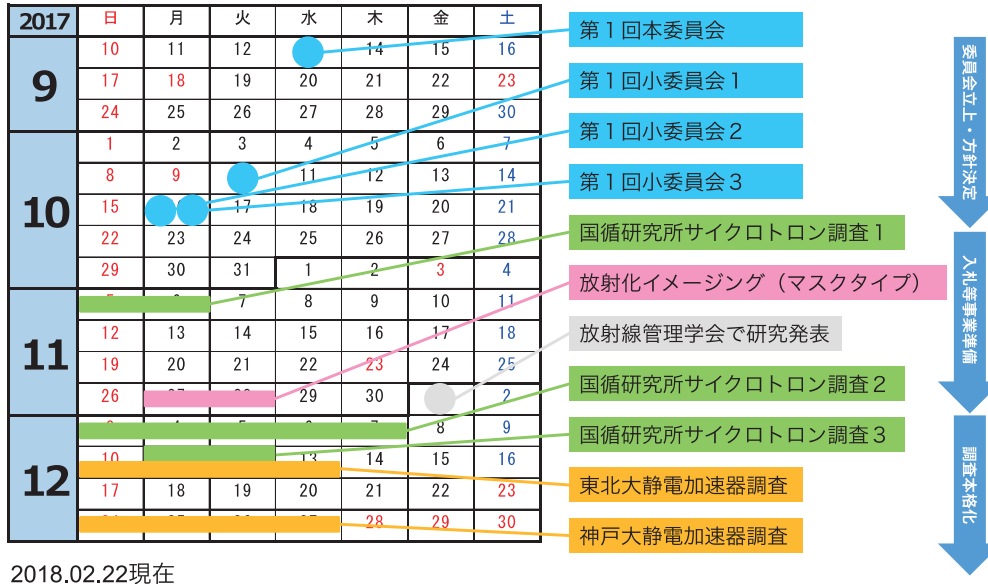 2017 日 月 火 水 木 金 土
9
10 11 12 14 15 16
17 18 19 20 21 22 23
24 25 26 27 28 29 30
10
1 2 3 4 5 6 7
8 9 11 12 13 14
15 17 18 19 20 21
22 23 24 25 26 27 28
29 30 31 1 2 3 4
11
7 8 9 10 11
12 13 14 15 16 17 18
19 20 21 22 23 24 25
26 27 28 29 30 2
12
8 9
10 13 14 15 16
17 18 19 20 21 22 23
28 29 30
第1回本委員会
第1回小委員会1
第1回小委員会2
第1回小委員会3
国循研究所サイクロトロン調査1
放射化イメージング（マスクタイプ）
放射線管理学会で研究発表
国循研究所サイクロトロン調査2
国循研究所サイクロトロン調査3
東北大静電加速器調査
神戸大静電加速器調査
委員会立上・方針決定
入札等事業準備
調査本格化
2018.02.22現在